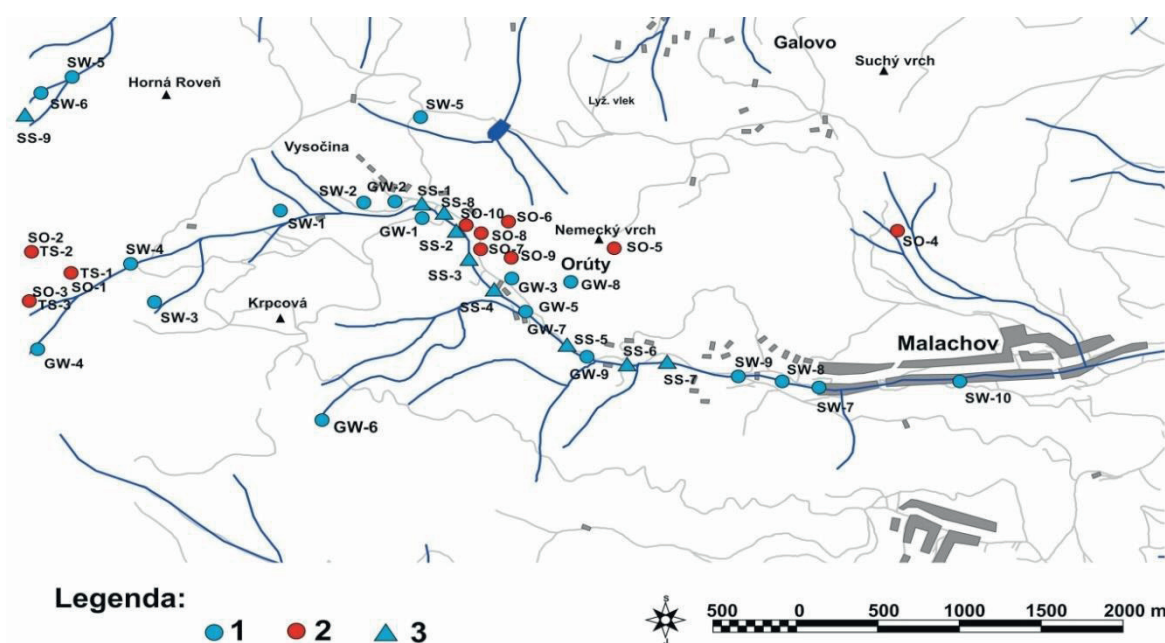 Galovo
Suchý vrch
SW-5
SW-6
Horná Roveň
SS-9
SW-5
Lyž. vlek
Vysočina
SW-2
GW-2
SS-1
SS-8
SO-10
SO-6
SW-1
GW-1
SO-8
Nemecký vrch
SO-5
SO-4
SO-2
TS-2
SW-4
SS-2
SO-7
SO-9
Orúty
TS-1
SO-1
SS-3
GW-3
GW-8
SO-3
TS-3
SW-3
Krpcová
SS-4
GW-5
GW-7
GW-4
SS-5
SS-6
Malachov
GW-9
SS-7
SW-9
SW-8
SW-7
SW-10
GW-6
Legenda:
1 2 3
S
500 0 500 1000 1500 2000 m